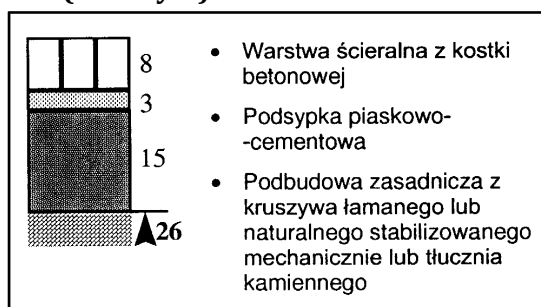 8
3
15
26
• Warstwa ścieralna z kostki
betonowej
• Podsypka piaskowo-
-cementowa
• Podbudowa zasadnicza z
kruszywa łamanego lub
naturalnego stabilizowanego
mechanicznie lub tłucznia
kamiennego